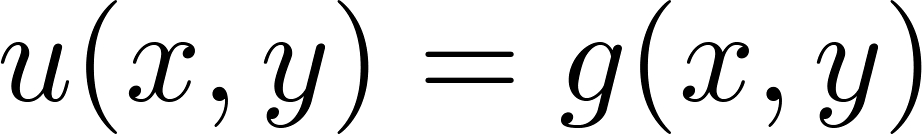 u(x, y) = g(x, y)